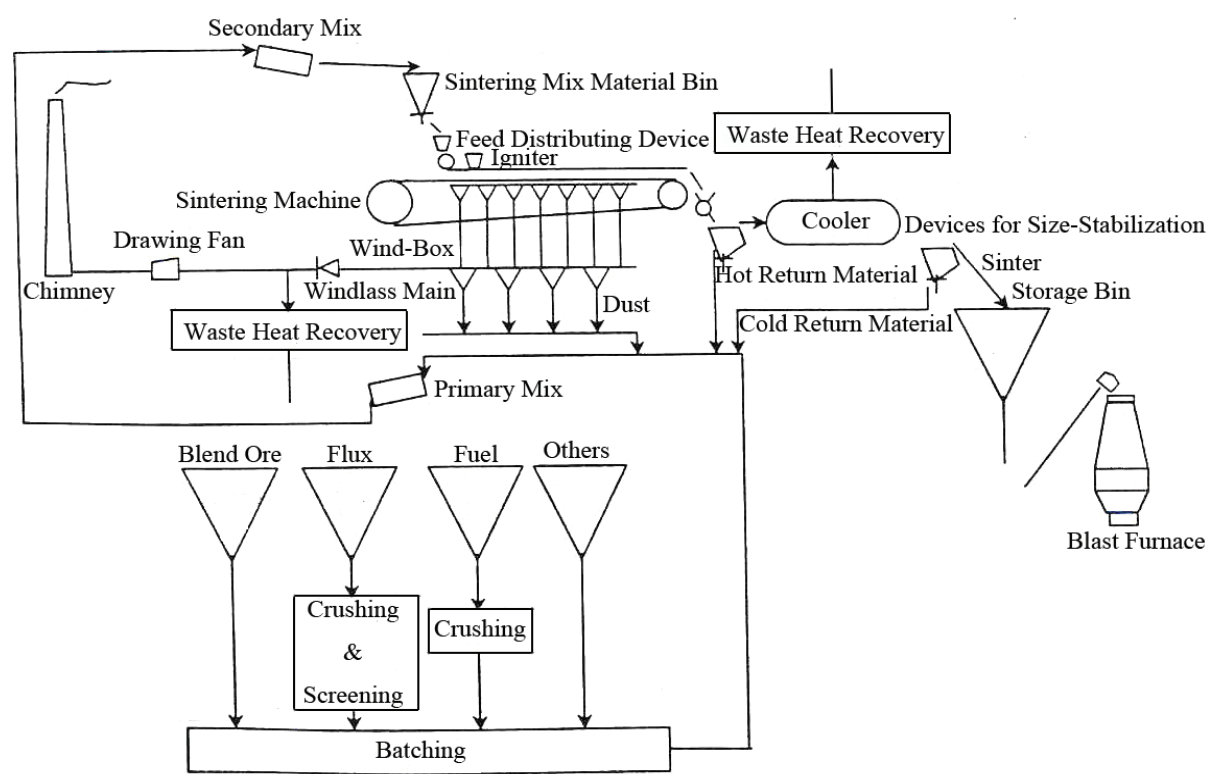 Secondary Mix
Sintering Mix Material Bin
Feed Distributing Device
Igniter
Waste Heat Recovery
Sintering Machine
Cooler
Devices for Size-Stabilization
Drawing Fan
Wind-Box
Hot Return Material
Sinter
Chimney
Windlass Main
Storage Bin
Dust
Waste Heat Recovery
Cold Return Material
Primary Mix
Blend Ore
Flux
Fuel
Others
Blast Furnace
Crushing
&
Screening
Crushing
Batching